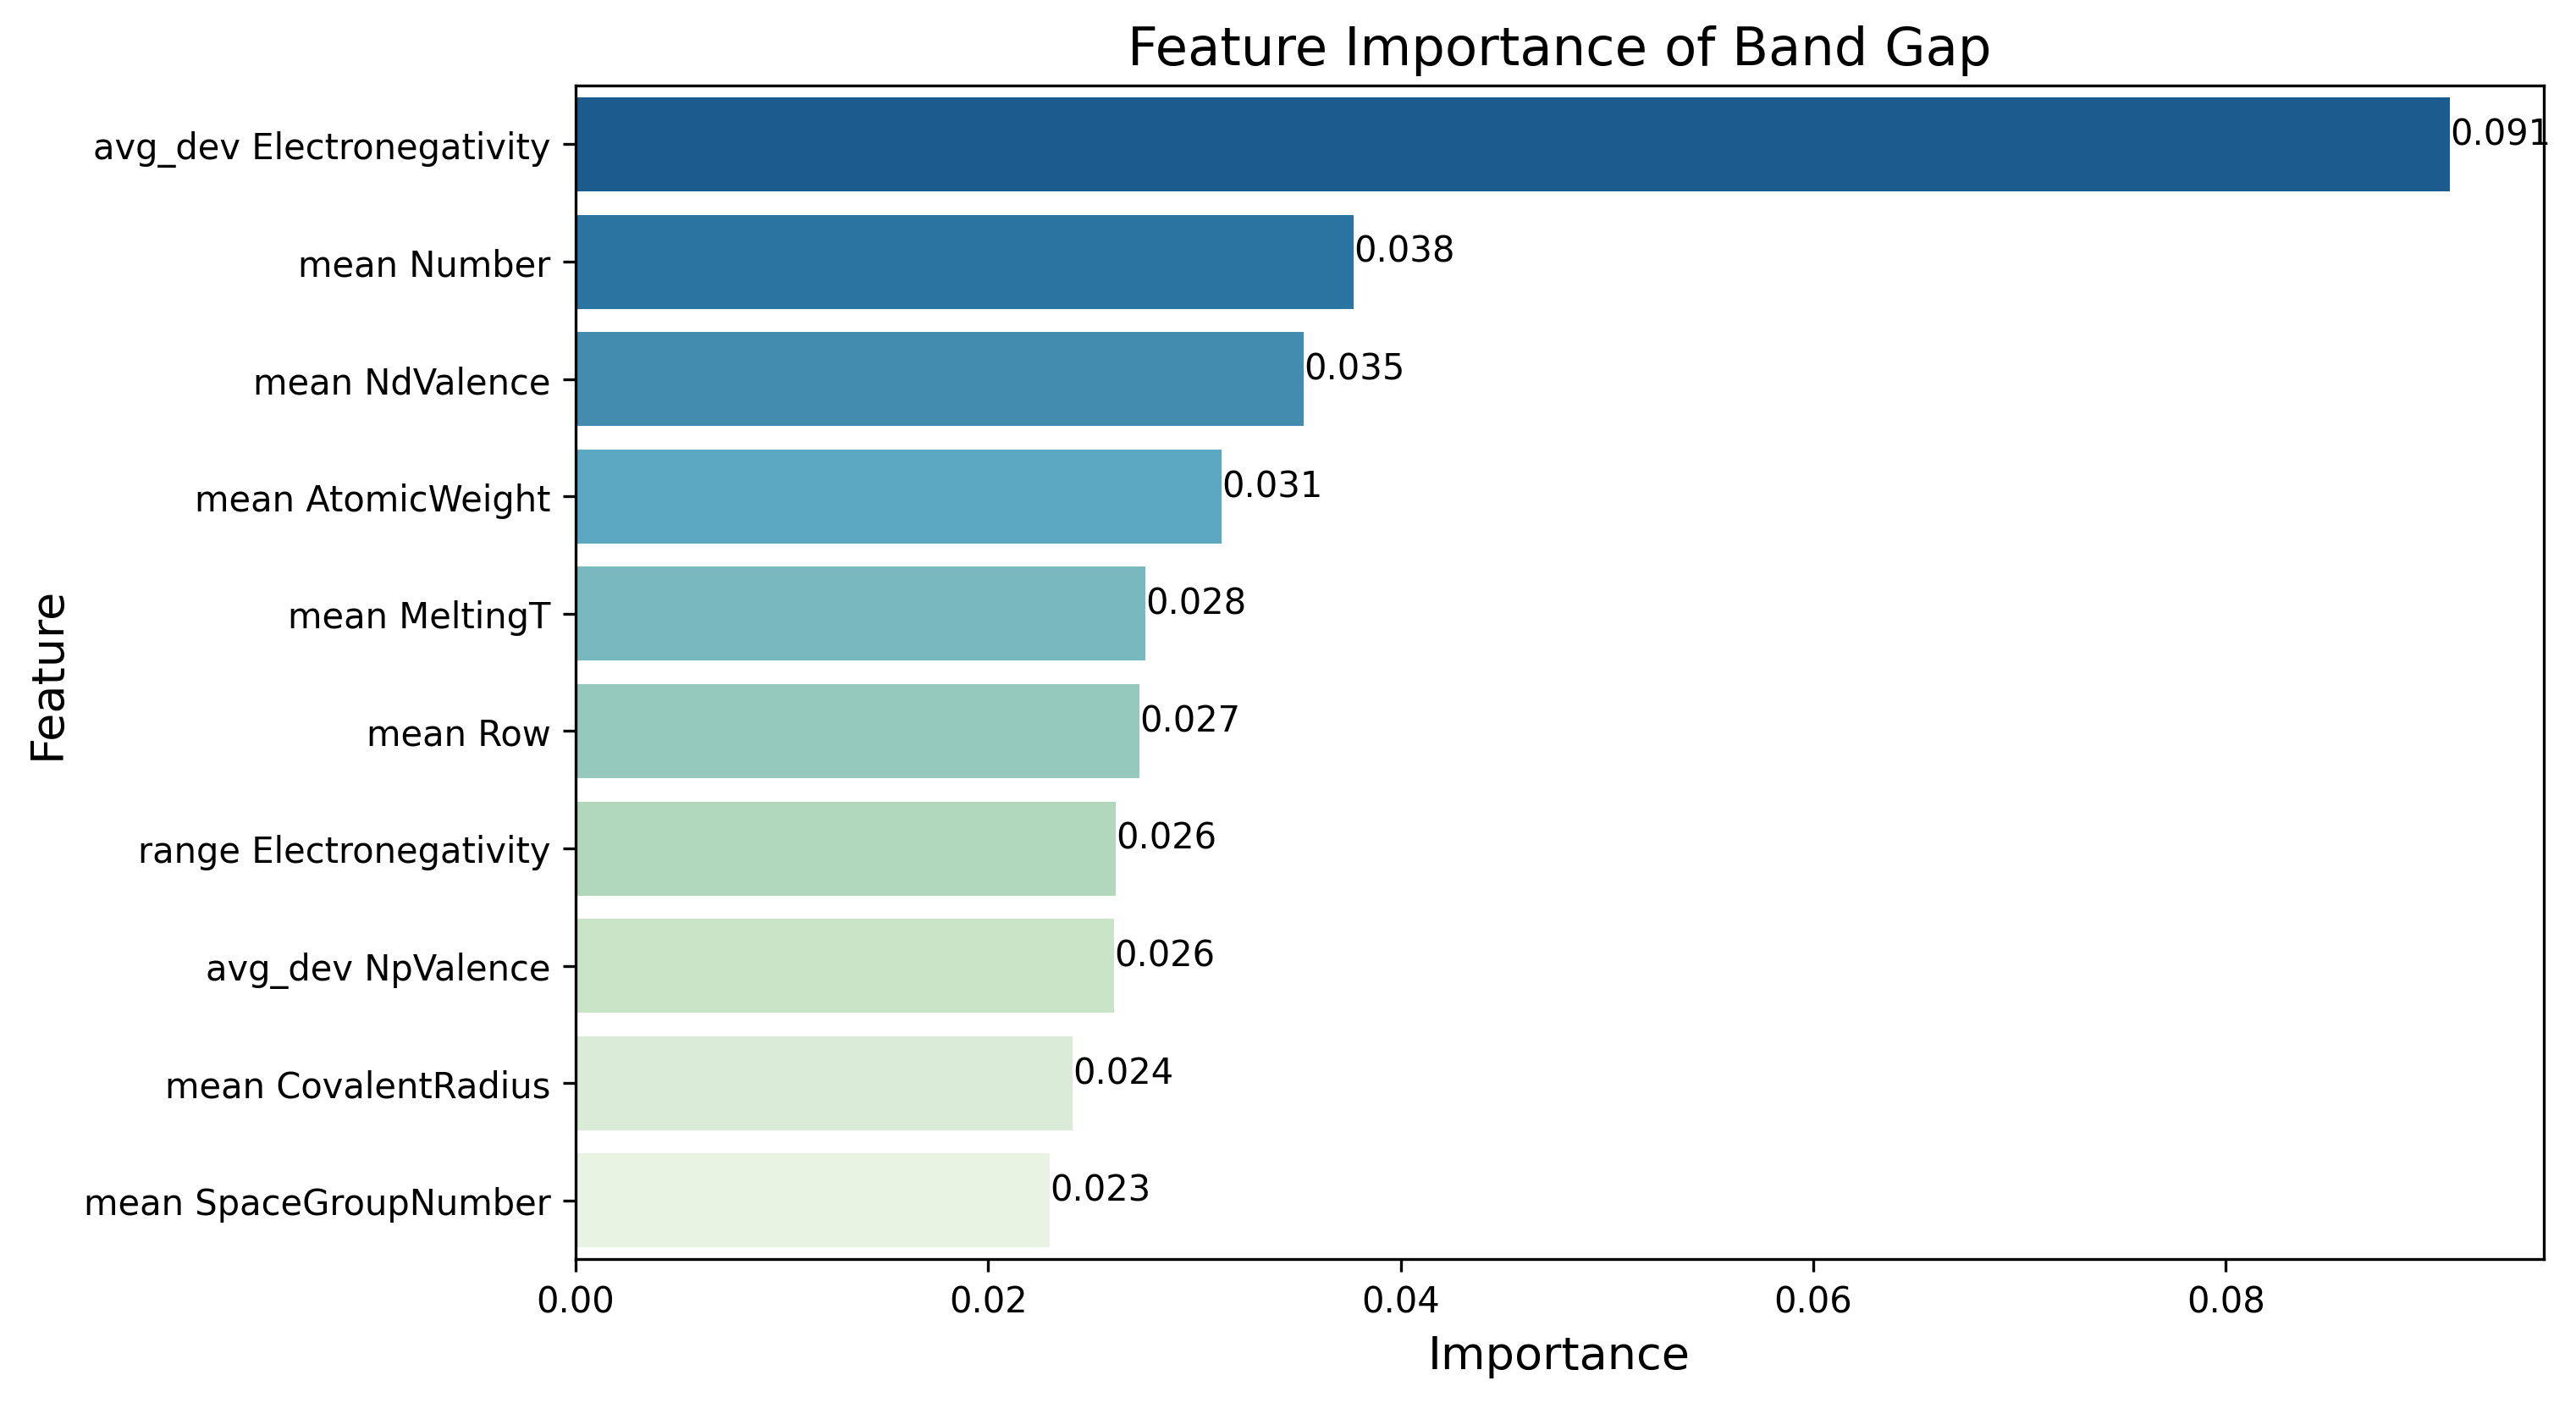 Feature Importance of Band Gap
avg_dev Electronegativity 0.091
mean Number 0.038
mean NdValence 0.035
mean AtomicWeight 0.031
mean MeltingT 0.028
mean Row 0.027
range Electronegativity 0.026
avg_dev NpValence 0.026
mean CovalentRadius 0.024
mean SpaceGroupNumber 0.023
Feature
0.00 0.02 0.04 0.06 0.08
Importance